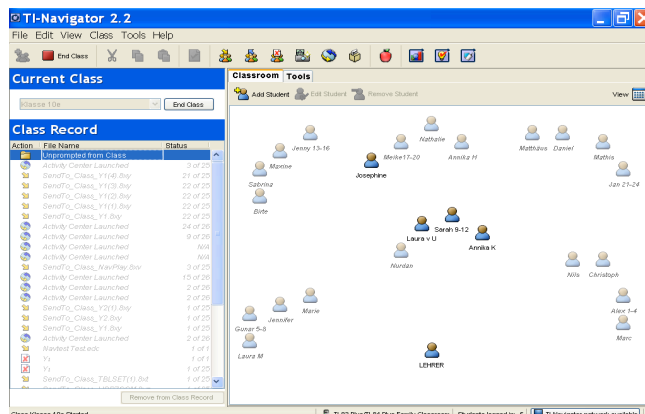 TI-Navigator 2.2
File Edit View Class Tools Help
End Class
Current Class
Klasse 10e
End Class
Class Record
Action File Name Status
Unprompted from Class
Activity Center Launched 3 of 25
SendTo_Class_Y1(4).8xy 21 of 25
SendTo_Class_Y1(3).8xy 22 of 25
SendTo_Class_Y1(2).8xy 22 of 25
SendTo_Class_Y1(1).8xy 22 of 25
SendTo_Class_Y1.8xy 22 of 25
Activity Center Launched 24 of 26
Activity Center Launched 9 of 26
Activity Center Launched N/A
Activity Center Launched N/A
SendTo_Class_NavPlay.8xv 3 of 25
Activity Center Launched 15 of 26
Activity Center Launched 2 of 26
Activity Center Launched 2 of 26
SendTo_Class_Y2(1).8xy 1 of 25
SendTo_Class_Y2.8xy 1 of 25
SendTo_Class_Y1.8xy 1 of 25
Activity Center Launched 2 of 26
Navtest Test.edc 1 of 1
Y1 1 of 1
Y1 1 of 25
SendTo_Class_TBLSET(1).8xt 1 of 25
Remove from Class Record
Classroom Tools
Add Student Edit Student Remove Student View
Nathalie
Jenny 13-16 Matthäus Daniel
Meike17-20 Annika H Mathis
Maxine
Josephine
Sabrina Jan 21-24
Birte
Sarah 9-12
Laura v U
Annika K
Nurdan
Nils Christoph
Marie Alex 1-4
Jennifer
Gunar 5-8
Marc
Laura M
LEHRER